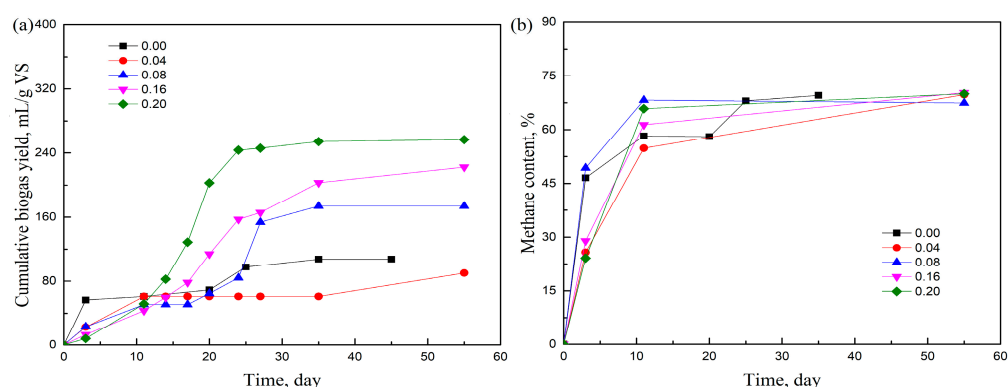 (a)
Cumulative biogas yield, mL/g VS
400
320
240
160
80
0
0.00
0.04
0.08
0.16
0.20
0 10 20 30 40 50 60
Time, day
(b)
Methane content, %
90
75
60
45
30
15
0
0.00
0.04
0.08
0.16
0.20
0 10 20 30 40 50 60
Time, day